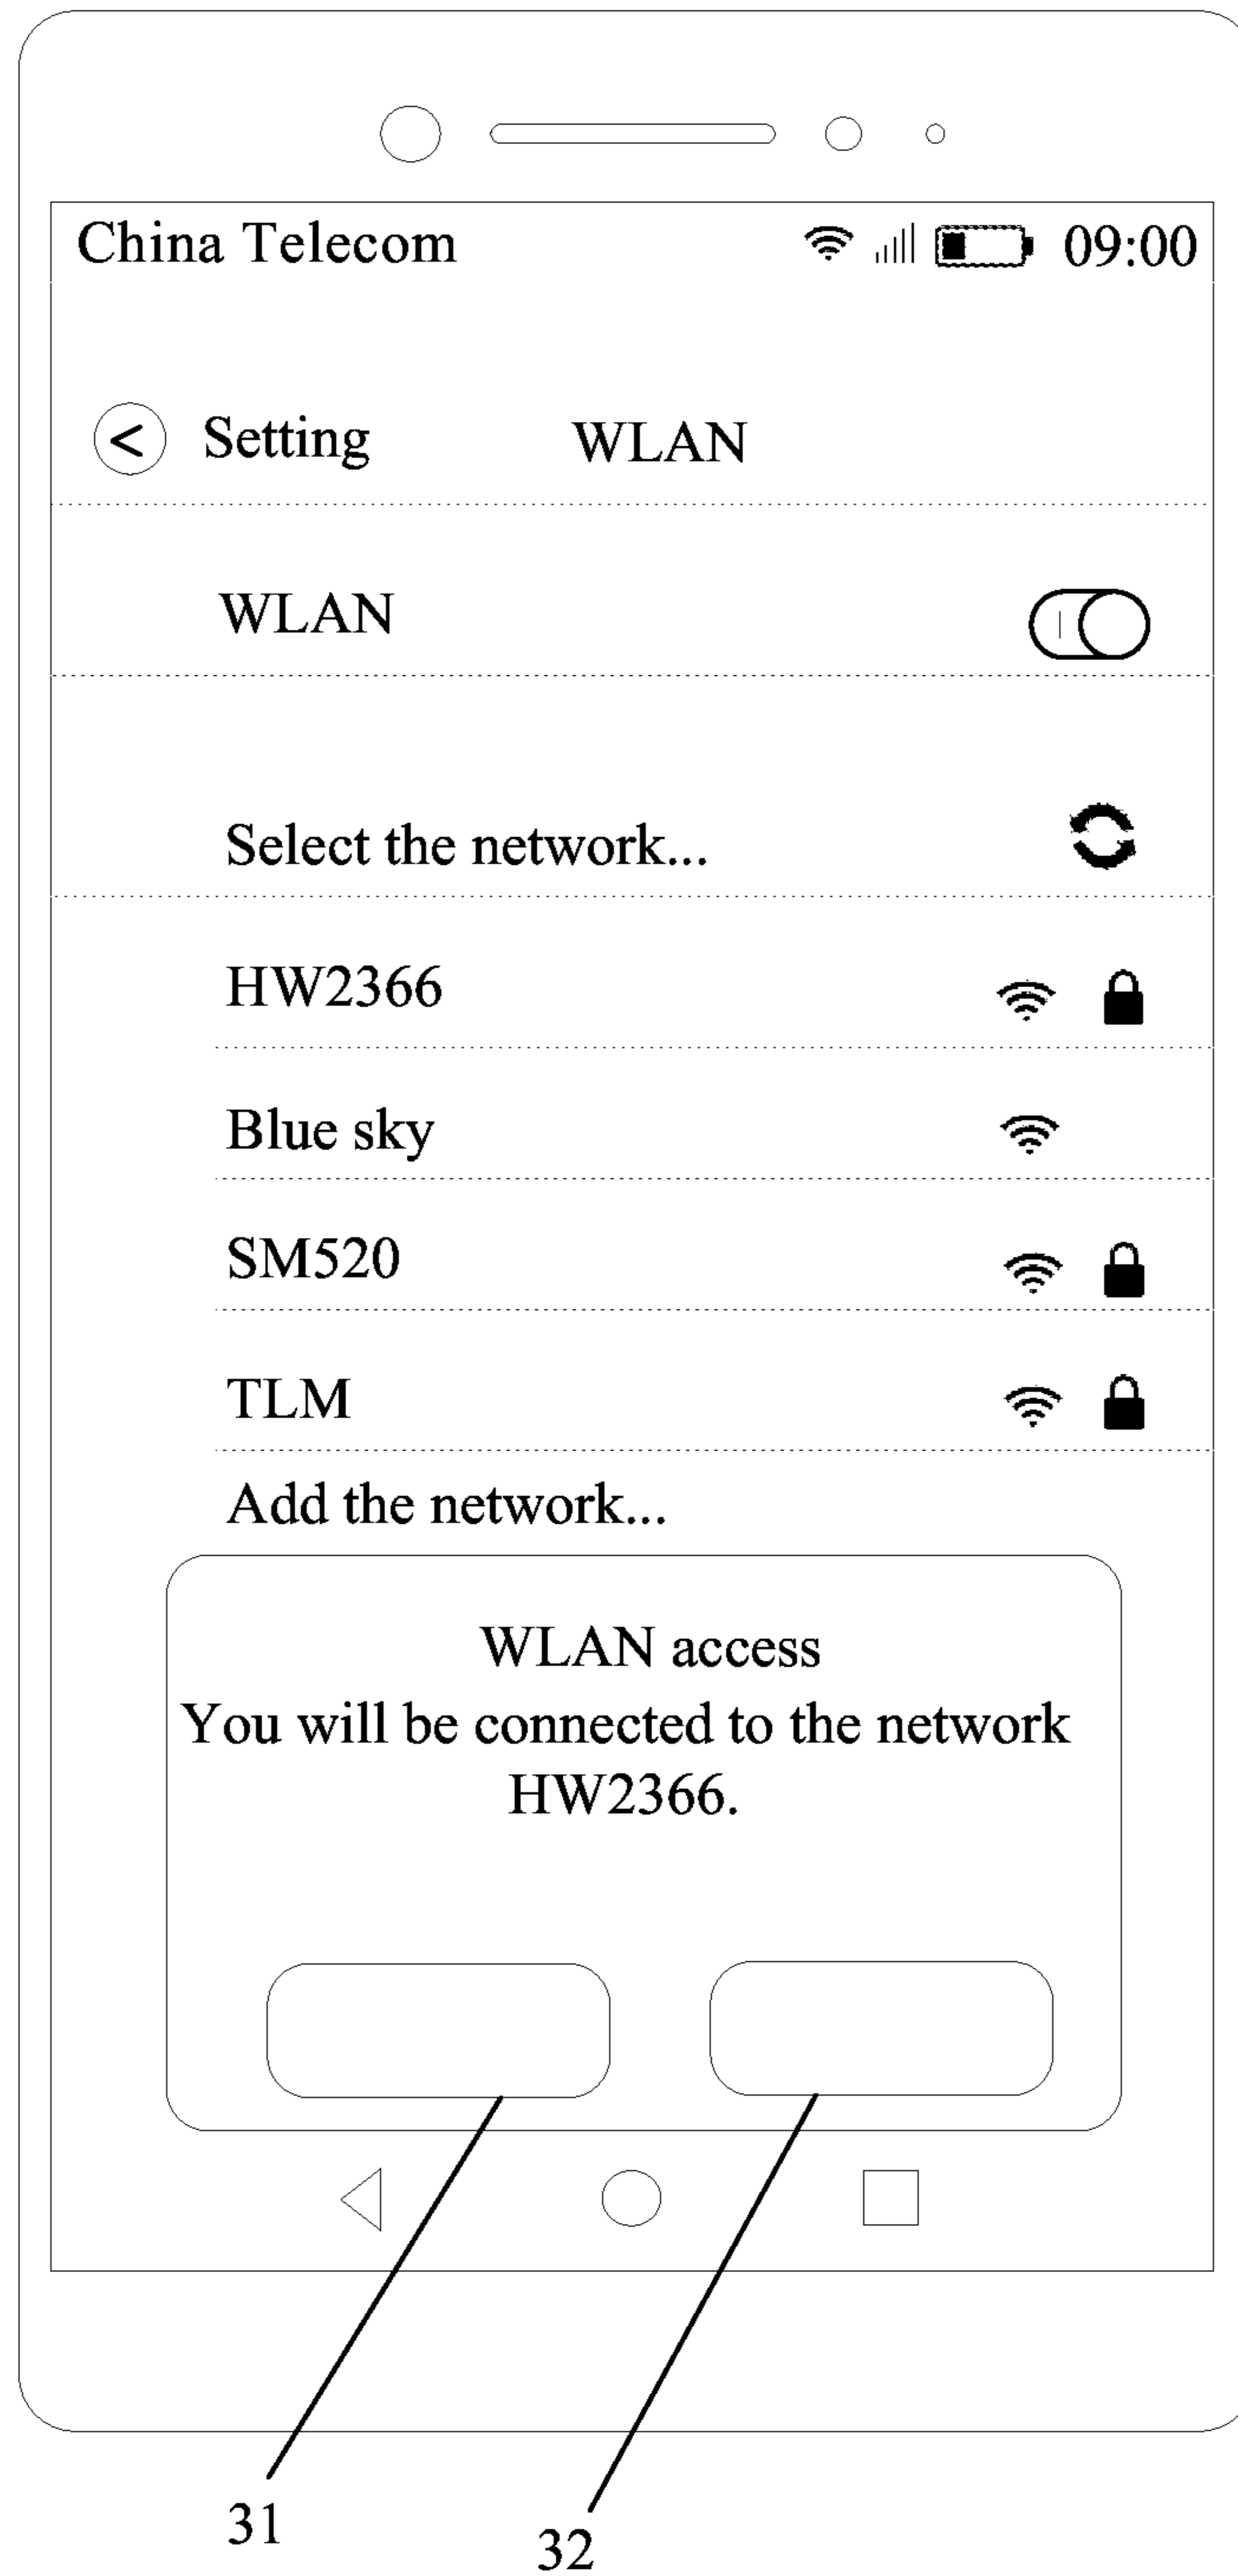 China Telecom 09:00
< Setting WLAN
WLAN
Select the network...
HW2366
Blue sky
SM520
TLM
Add the network...
WLAN access
You will be connected to the network
HW2366.
31
32